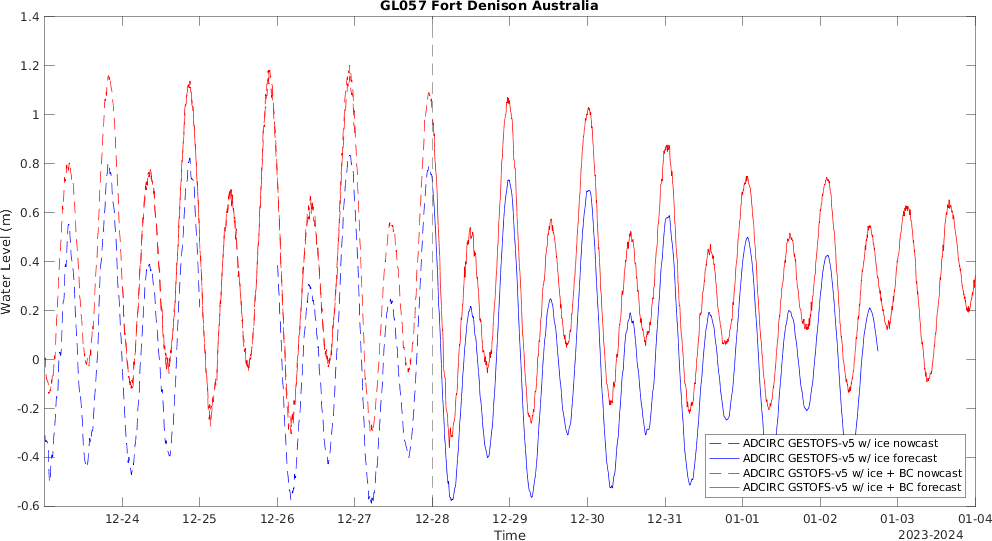 GL057 Fort Denison Australia
1.4
1.2
1
0.8
0.6
0.4
0.2
0
-0.2
-0.4
-0.6
Water Level (m)
ADCIRC GESTOFS-v5 w/ ice nowcast
ADCIRC GESTOFS-v5 w/ ice forecast
ADCIRC GSTOFS-v5 w/ ice + BC nowcast
ADCIRC GSTOFS-v5 w/ ice + BC forecast
12-24 12-25 12-26 12-27 12-28 12-29 12-30 12-31 01-01 01-02 01-03 01-04
Time
2023-2024